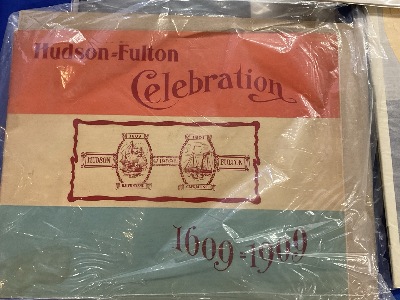 Hudson-Fulton
Celebration
HUDSON
FULTON
1609-1909